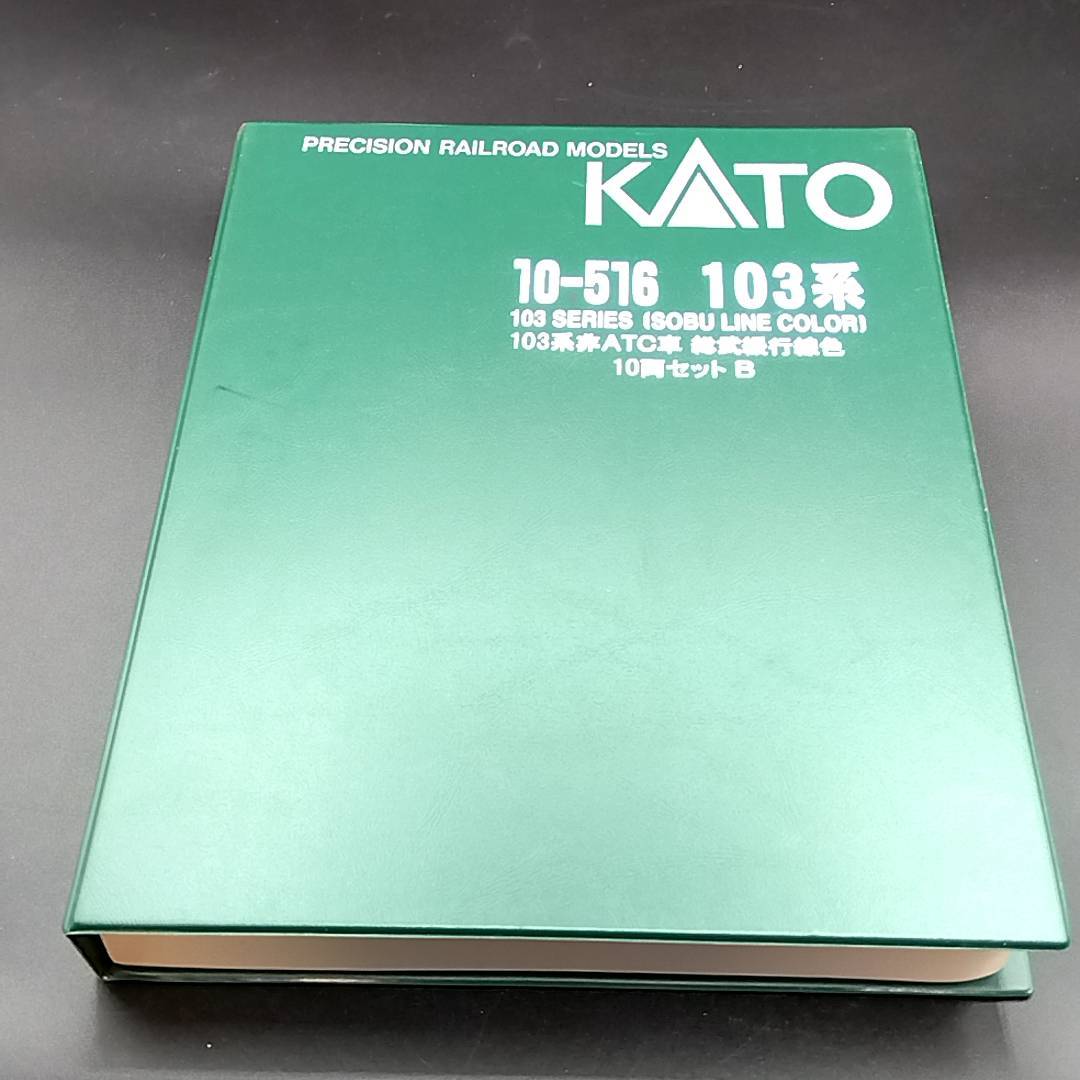 PRECISION RAILROAD MODELS
KATO
10-516 103系
103 SERIES (SOBU LINE COLOR)
103系非ATC車 総武緩行線色
10両セット B